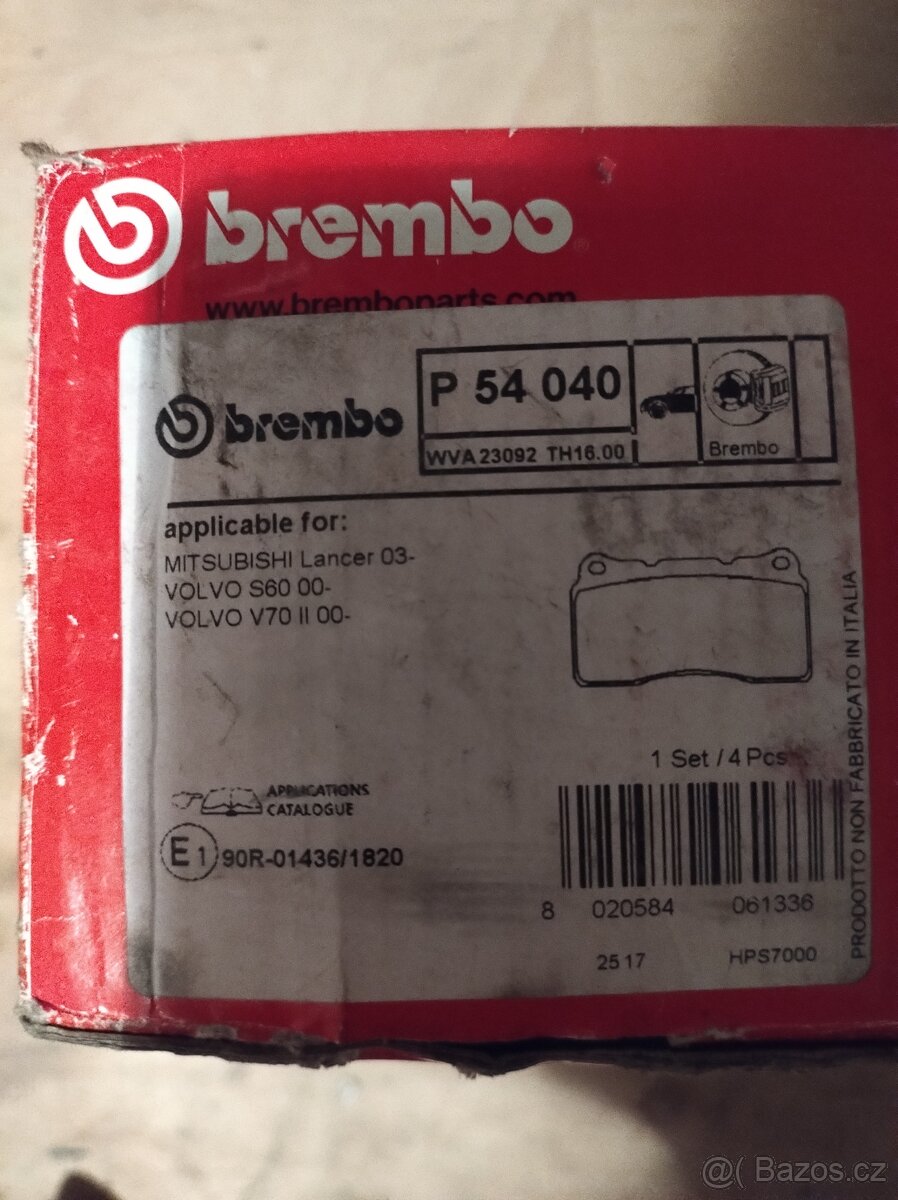 brembo
www.bremboparts.com
brembo
P 54 040
WVA 23092 TH16.00
Brembo
applicable for:
MITSUBISHI Lancer 03-
VOLVO S60 00-
VOLVO V70 II 00-
1 Set / 4 Pcs
APPLICATIONS
CATALOGUE
E1 90R-01436/1820
8 020584 061336
25 17 HPS7000
PRODOTTO NON FABBRICATO IN ITALIA
@( Bazos.cz